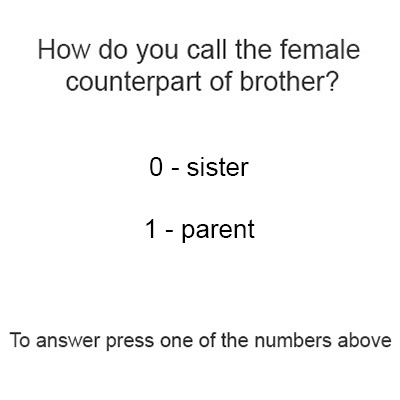 How do you call the female
counterpart of brother?
0 - sister
1 - parent
To answer press one of the numbers above